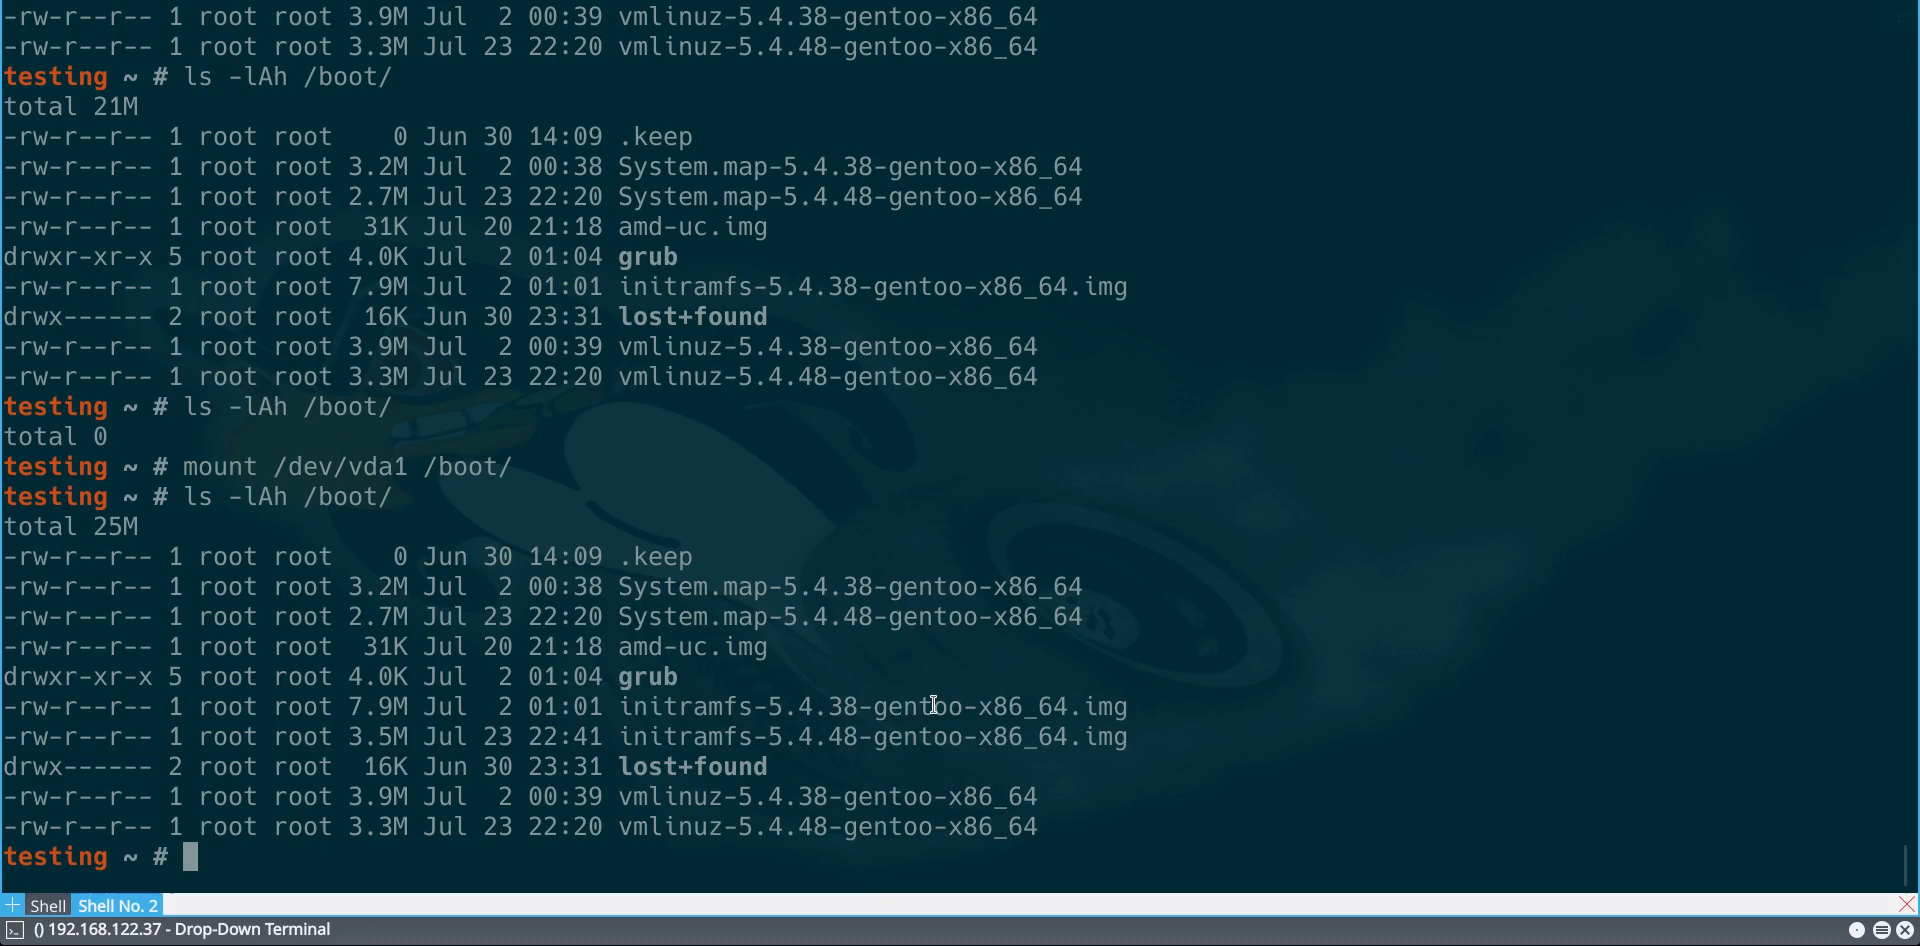 -rw-r--r-- 1 root root 3.9M Jul  2 00:39 vmlinuz-5.4.38-gentoo-x86_64
-rw-r--r-- 1 root root 3.3M Jul 23 22:20 vmlinuz-5.4.48-gentoo-x86_64
testing ~ # ls -lAh /boot/
total 21M
-rw-r--r-- 1 root root    0 Jun 30 14:09 .keep
-rw-r--r-- 1 root root 3.2M Jul  2 00:38 System.map-5.4.38-gentoo-x86_64
-rw-r--r-- 1 root root 2.7M Jul 23 22:20 System.map-5.4.48-gentoo-x86_64
-rw-r--r-- 1 root root  31K Jul 20 21:18 amd-uc.img
drwxr-xr-x 5 root root 4.0K Jul  2 01:04 grub
-rw-r--r-- 1 root root 7.9M Jul  2 01:01 initramfs-5.4.38-gentoo-x86_64.img
drwx------ 2 root root  16K Jun 30 23:31 lost+found
-rw-r--r-- 1 root root 3.9M Jul  2 00:39 vmlinuz-5.4.38-gentoo-x86_64
-rw-r--r-- 1 root root 3.3M Jul 23 22:20 vmlinuz-5.4.48-gentoo-x86_64
testing ~ # ls -lAh /boot/
total 0
testing ~ # mount /dev/vda1 /boot/
testing ~ # ls -lAh /boot/
total 25M
-rw-r--r-- 1 root root    0 Jun 30 14:09 .keep
-rw-r--r-- 1 root root 3.2M Jul  2 00:38 System.map-5.4.38-gentoo-x86_64
-rw-r--r-- 1 root root 2.7M Jul 23 22:20 System.map-5.4.48-gentoo-x86_64
-rw-r--r-- 1 root root  31K Jul 20 21:18 amd-uc.img
drwxr-xr-x 5 root root 4.0K Jul  2 01:04 grub
-rw-r--r-- 1 root root 7.9M Jul  2 01:01 initramfs-5.4.38-gentoo-x86_64.img
-rw-r--r-- 1 root root 3.5M Jul 23 22:41 initramfs-5.4.48-gentoo-x86_64.img
drwx------ 2 root root  16K Jun 30 23:31 lost+found
-rw-r--r-- 1 root root 3.9M Jul  2 00:39 vmlinuz-5.4.38-gentoo-x86_64
-rw-r--r-- 1 root root 3.3M Jul 23 22:20 vmlinuz-5.4.48-gentoo-x86_64
testing ~ #
Shell Shell No. 2
() 192.168.122.37 - Drop-Down Terminal